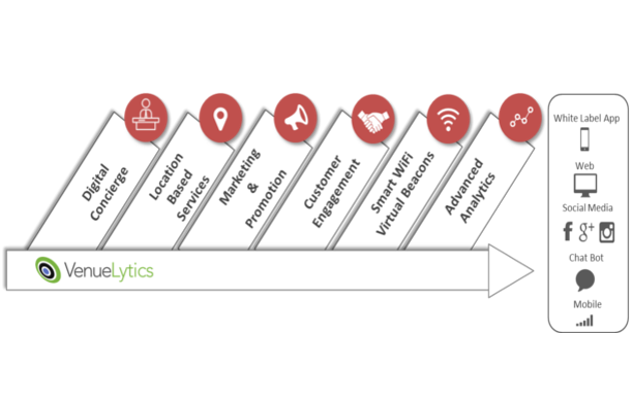 Digital
Concierge
Location
Based
Services
Marketing
&
Promotion
Customer
Engagement
Smart WiFi
Virtual Beacons
Advanced
Analytics
VenueLytics
White Label App
Web
Social Media
f g+
Chat Bot
Mobile